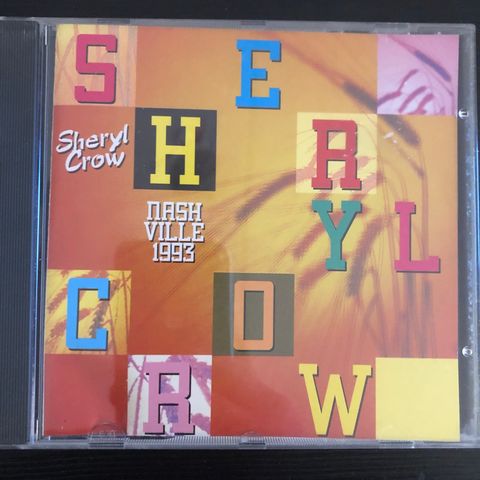 S E
H R
Y L
C O
R W
Sheryl
Crow
NASH
VILLE
1993